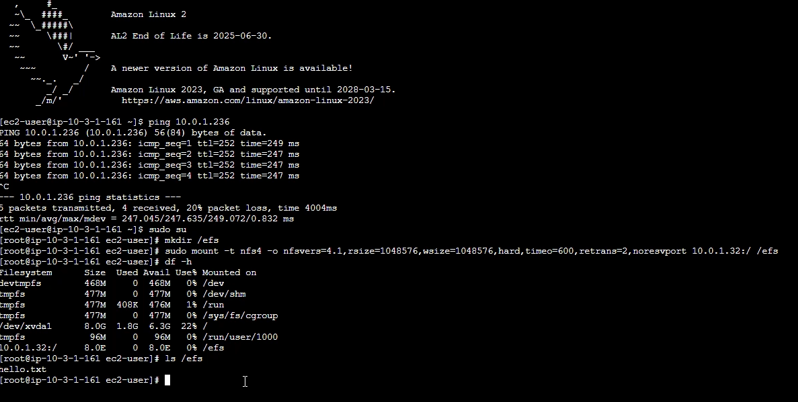 ,     #_
~\_  ####_        Amazon Linux 2
~~  \_#####\
~~     \###|       AL2 End of Life is 2025-06-30.
~~       \#/ ___
~~       V~' '->
~~~         /    A newer version of Amazon Linux is available!
~~._.   _/
_/ _/       Amazon Linux 2023, GA and supported until 2028-03-15.
_/m/'           https://aws.amazon.com/linux/amazon-linux-2023/
[ec2-user@ip-10-3-1-161 ~]$ ping 10.0.1.236
PING 10.0.1.236 (10.0.1.236) 56(84) bytes of data.
64 bytes from 10.0.1.236: icmp_seq=1 ttl=252 time=249 ms
64 bytes from 10.0.1.236: icmp_seq=2 ttl=252 time=247 ms
64 bytes from 10.0.1.236: icmp_seq=3 ttl=252 time=247 ms
64 bytes from 10.0.1.236: icmp_seq=4 ttl=252 time=247 ms
^C
--- 10.0.1.236 ping statistics ---
5 packets transmitted, 4 received, 20% packet loss, time 4004ms
rtt min/avg/max/mdev = 247.045/247.635/249.072/0.832 ms
[ec2-user@ip-10-3-1-161 ~]$ sudo su
[root@ip-10-3-1-161 ec2-user]# mkdir /efs
[root@ip-10-3-1-161 ec2-user]# sudo mount -t nfs4 -o nfsvers=4.1,rsize=1048576,wsize=1048576,hard,timeo=600,retrans=2,noresvport 10.0.1.32:/ /efs
[root@ip-10-3-1-161 ec2-user]# df -h
Filesystem      Size  Used Avail Use% Mounted on
devtmpfs        468M     0  468M   0% /dev
tmpfs           477M     0  477M   0% /dev/shm
tmpfs           477M  408K  476M   1% /run
tmpfs           477M     0  477M   0% /sys/fs/cgroup
/dev/xvda1      8.0G  1.8G  6.3G  22% /
tmpfs            96M     0   96M   0% /run/user/1000
10.0.1.32:/     8.0E     0  8.0E   0% /efs
[root@ip-10-3-1-161 ec2-user]# ls /efs
hello.txt
[root@ip-10-3-1-161 ec2-user]#